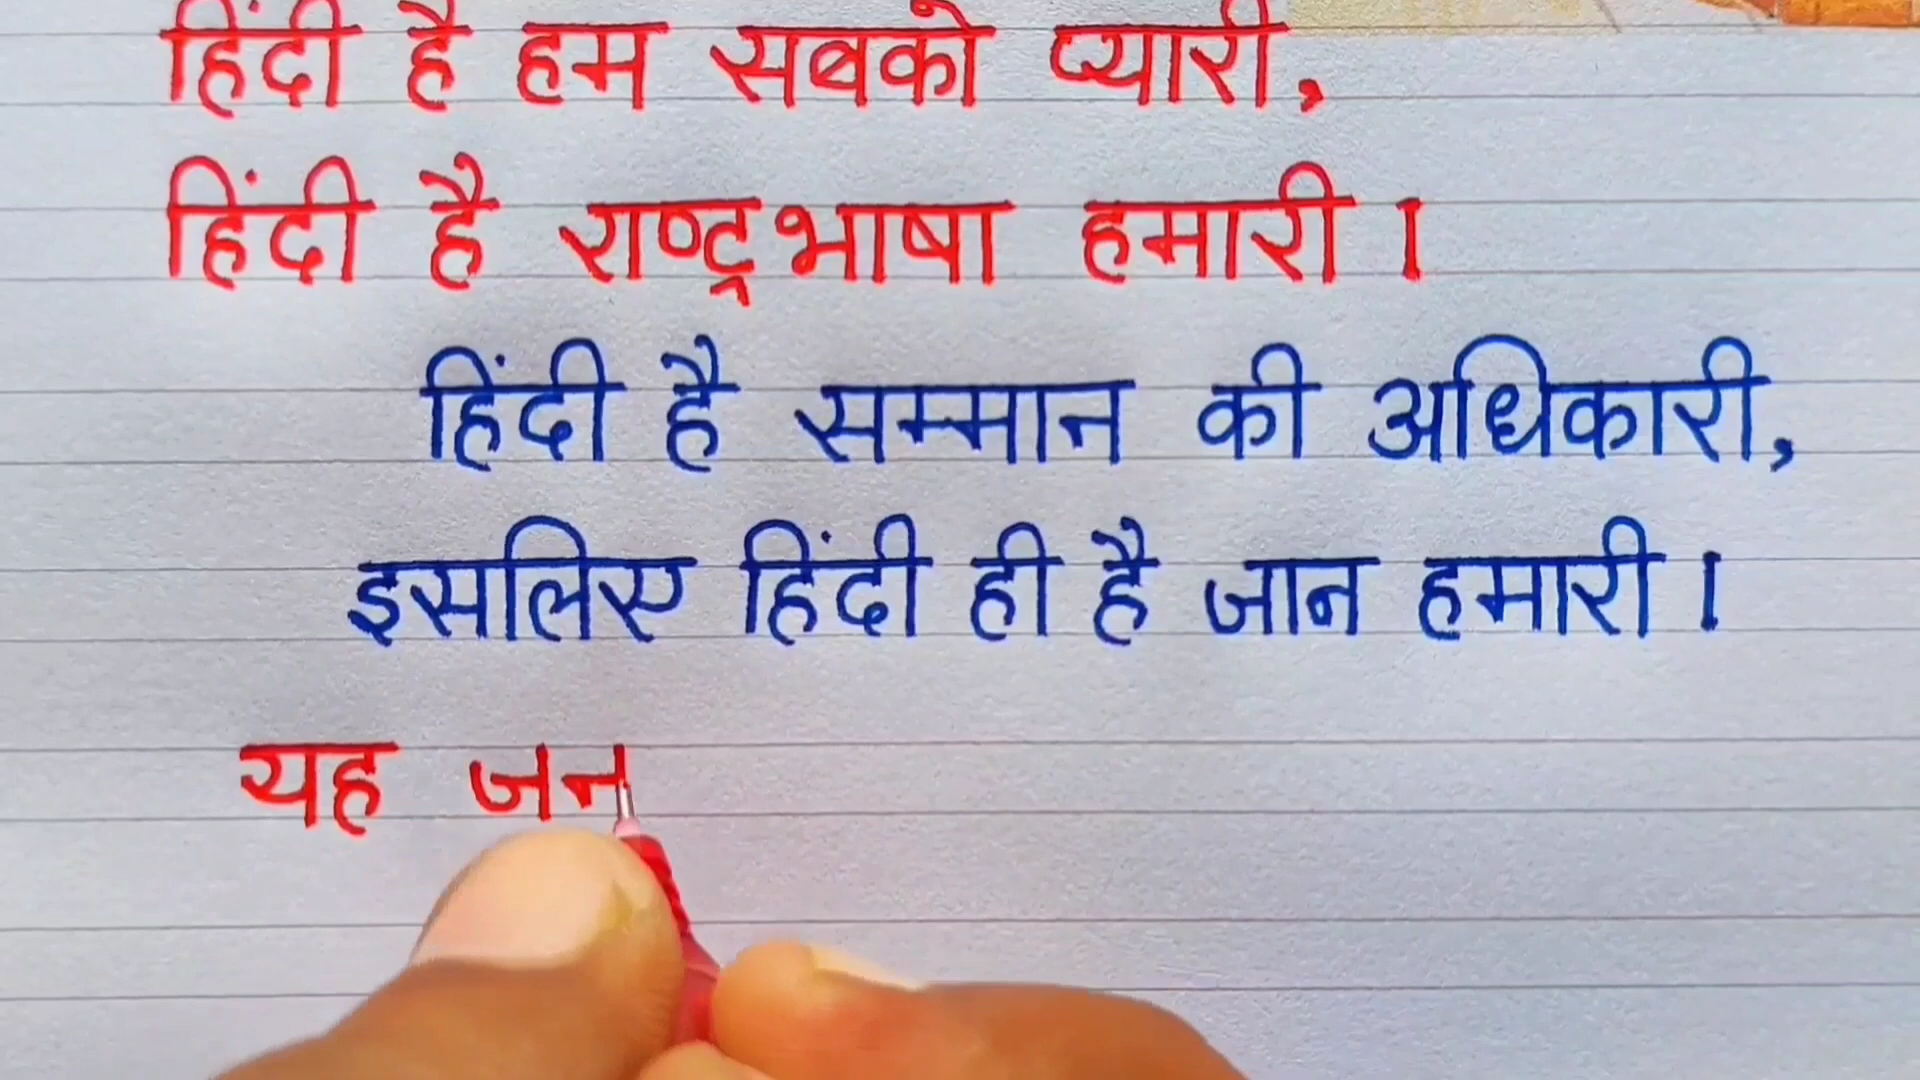 हिंदी है हम सबको प्यारी,
हिंदी है राष्ट्रभाषा हमारी ।
हिंदी है सम्मान की अधिकारी,
इसलिए हिंदी ही है जान हमारी ।
यह जन